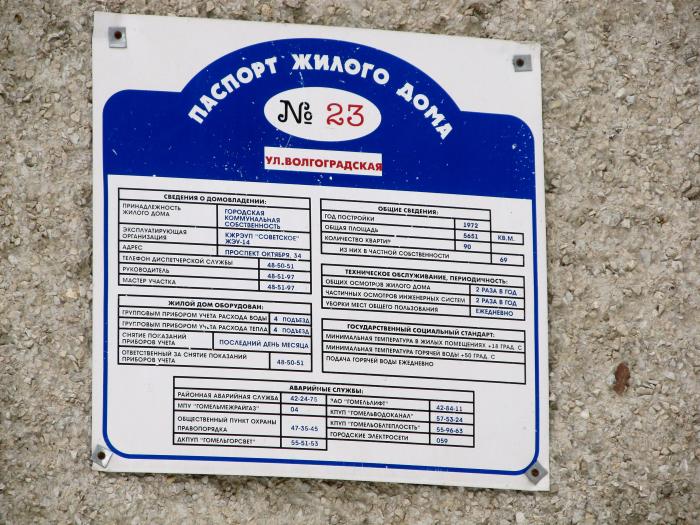 ПАСПОРТ ЖИЛОГО ДОМА
№ 23
УЛ.ВОЛГОГРАДСКАЯ
СВЕДЕНИЯ О ДОМОВЛАДЕНИИ:
ПРИНАДЛЕЖНОСТЬ ЖИЛОГО ДОМА ГОРОДСКАЯ КОММУНАЛЬНАЯ СОБСТВЕННОСТЬ
ЭКСПЛУАТИРУЮЩАЯ ОРГАНИЗАЦИЯ КЖРЭУП "СОВЕТСКОЕ" ЖЭУ-14
АДРЕС ПРОСПЕКТ ОКТЯБРЯ, 34
ТЕЛЕФОН ДИСПЕТЧЕРСКОЙ СЛУЖБЫ 48-50-51
РУКОВОДИТЕЛЬ 48-51-97
МАСТЕР УЧАСТКА 48-51-97
ЖИЛОЙ ДОМ ОБОРУДОВАН:
ГРУППОВЫМ ПРИБОРОМ УЧЕТА РАСХОДА ВОДЫ 4 ПОДЪЕЗД
ГРУППОВЫМ ПРИБОРОМ УЧЕТА РАСХОДА ТЕПЛА 4 ПОДЪЕЗД
СНЯТИЕ ПОКАЗАНИЙ ПРИБОРОВ УЧЕТА ПОСЛЕДНИЙ ДЕНЬ МЕСЯЦА
ОТВЕТСТВЕННЫЙ ЗА СНЯТИЕ ПОКАЗАНИЙ ПРИБОРОВ УЧЕТА 48-50-51
ОБЩИЕ СВЕДЕНИЯ:
ГОД ПОСТРОЙКИ 1972
ОБЩАЯ ПЛОЩАДЬ 5651 КВ.М.
КОЛИЧЕСТВО КВАРТИР 90
ИЗ НИХ В ЧАСТНОЙ СОБСТВЕННОСТИ 69
ТЕХНИЧЕСКОЕ ОБСЛУЖИВАНИЕ, ПЕРИОДИЧНОСТЬ:
ОБЩИХ ОСМОТРОВ ЖИЛОГО ДОМА 2 РАЗА В ГОД
ЧАСТИЧНЫХ ОСМОТРОВ ИНЖЕНЕРНЫХ СИСТЕМ 2 РАЗА В ГОД
УБОРКИ МЕСТ ОБЩЕГО ПОЛЬЗОВАНИЯ ЕЖЕДНЕВНО
ГОСУДАРСТВЕННЫЙ СОЦИАЛЬНЫЙ СТАНДАРТ:
МИНИМАЛЬНАЯ ТЕМПЕРАТУРА В ЖИЛЫХ ПОМЕЩЕНИЯХ +18 ГРАД. С
МИНИМАЛЬНАЯ ТЕМПЕРАТУРА ГОРЯЧЕЙ ВОДЫ +50 ГРАД. С
ПОДАЧА ГОРЯЧЕЙ ВОДЫ ЕЖЕДНЕВНО
АВАРИЙНЫЕ СЛУЖБЫ:
РАЙОННАЯ АВАРИЙНАЯ СЛУЖБА 42-24-75
МПУ "ГОМЕЛЬМЕЖРАЙГАЗ" 04
ОБЩЕСТВЕННЫЙ ПУНКТ ОХРАНЫ ПРАВОПОРЯДКА 47-35-45
ДКПУП "ГОМЕЛЬГОРСВЕТ" 55-51-53
ЧАО "ГОМЕЛЬЛИФТ" 42-84-11
КПУП "ГОМЕЛЬВОДОКАНАЛ" 57-53-24
КПУП "ГОМЕЛЬОБЛТЕПЛОСЕТЬ" 55-96-63
ГОРОДСКИЕ ЭЛЕКТРОСЕТИ 059